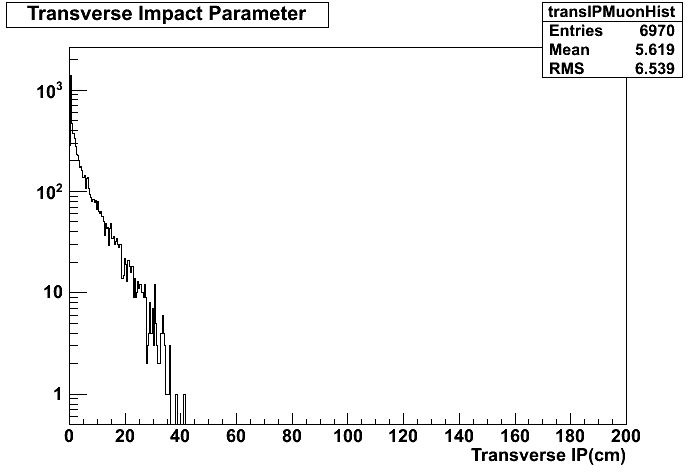 Transverse Impact Parameter
transIPMuonHist
Entries 6970
Mean 5.619
RMS 6.539
10³
10²
10
1
0 20 40 60 80 100 120 140 160 180 200
Transverse IP(cm)